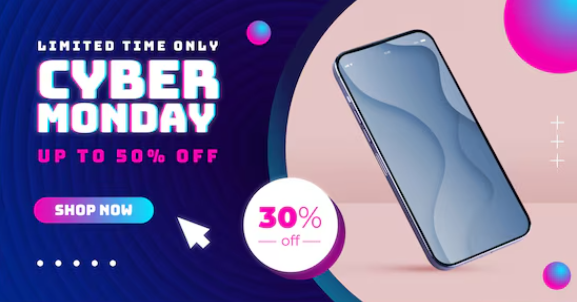 LIMITED TIME ONLY
CYBER
MONDAY
UP TO 50% OFF
SHOP NOW
30%
off